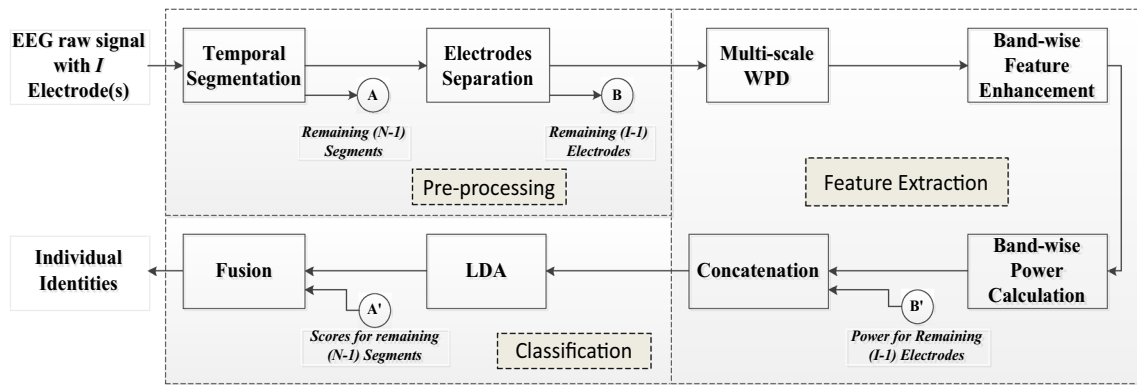 EEG raw signal
with I
Electrode(s)
Temporal
Segmentation
A
Remaining (N-1)
Segments
Electrodes
Separation
B
Remaining (I-1)
Electrodes
Pre-processing
Multi-scale
WPD
Band-wise
Feature
Enhancement
Feature Extraction
Band-wise
Power
Calculation
B'
Power for Remaining
(I-1) Electrodes
Concatenation
LDA
Fusion
A'
Scores for remaining
(N-1) Segments
Classification
Individual
Identities